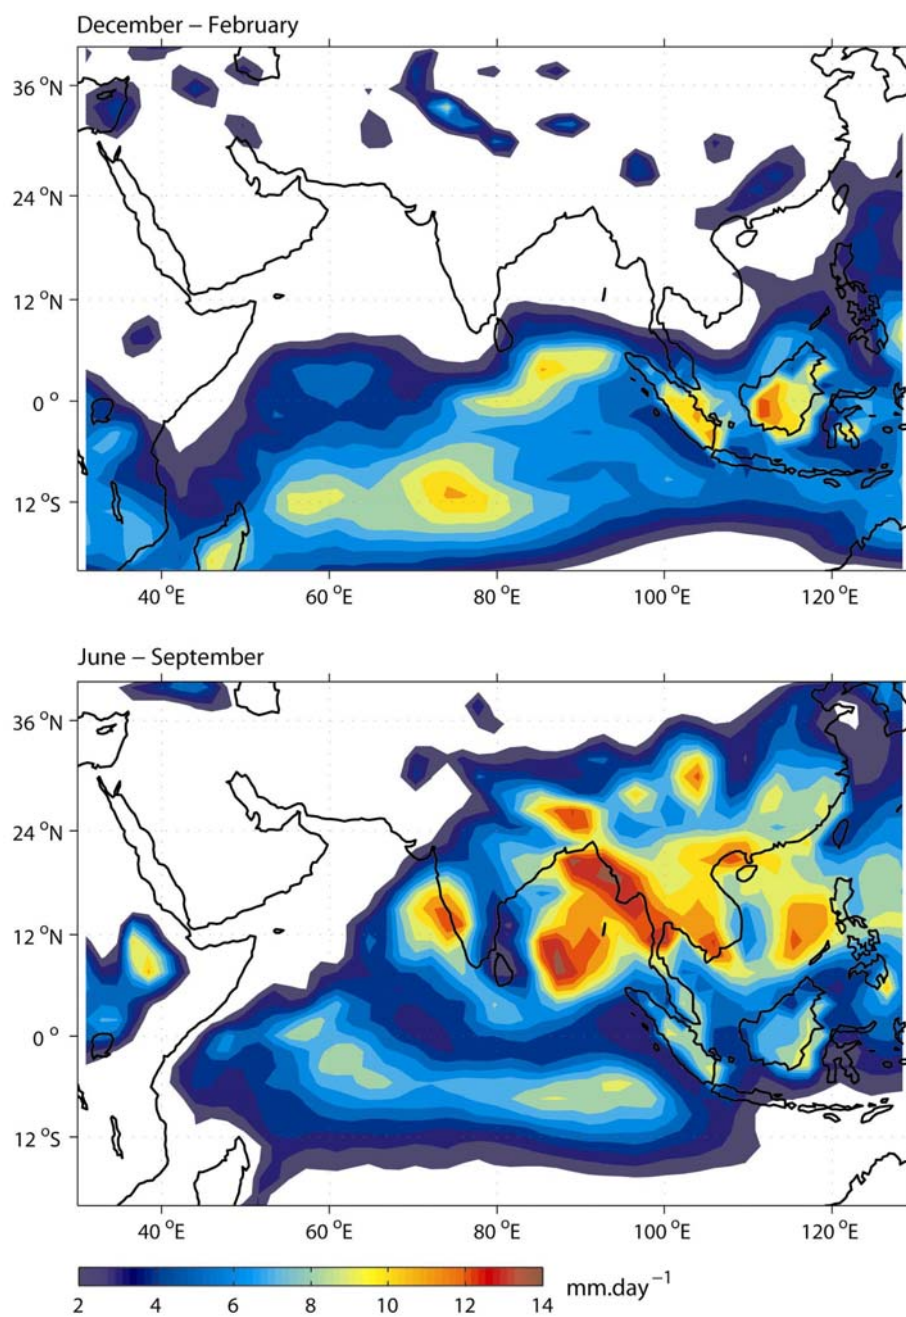 December – February
36 °N
24 °N
12 °N
0 °
12 °S
40 °E 60 °E 80 °E 100 °E 120 °E
June – September
36 °N
24 °N
12 °N
0 °
12 °S
40 °E 60 °E 80 °E 100 °E 120 °E
2 4 6 8 10 12 14 mm.day⁻¹